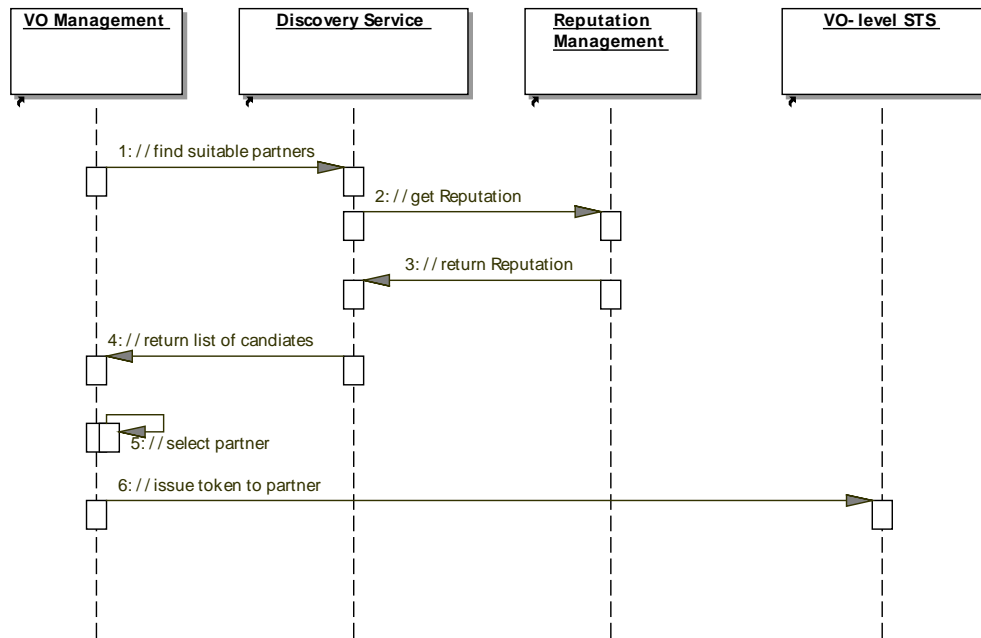 VO Management
Discovery Service
Reputation
Management
VO- level STS
1: // find suitable partners
2: // get Reputation
3: // return Reputation
4: // return list of candiates
5: // select partner
6: // issue token to partner